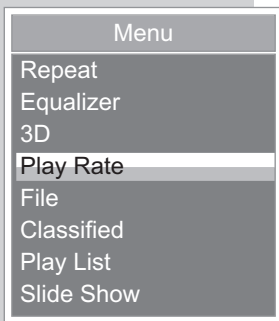 Menu
Repeat
Equalizer
3D
Play Rate
File
Classified
Play List
Slide Show